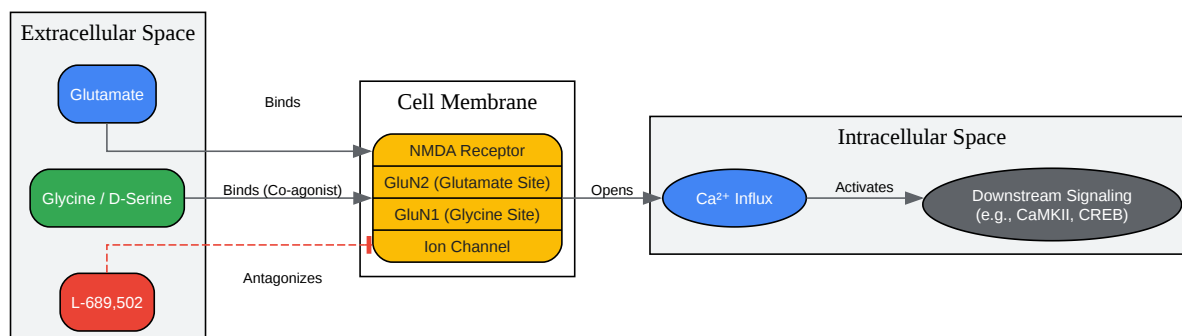 Extracellular Space
Glutamate
Glycine / D-Serine
L-689,502
Binds
Binds (Co-agonist)
Antagonizes
Cell Membrane
NMDA Receptor
GluN2 (Glutamate Site)
GluN1 (Glycine Site)
Ion Channel
Opens
Intracellular Space
Ca²⁺ Influx
Activates
Downstream Signaling
(e.g., CaMKII, CREB)